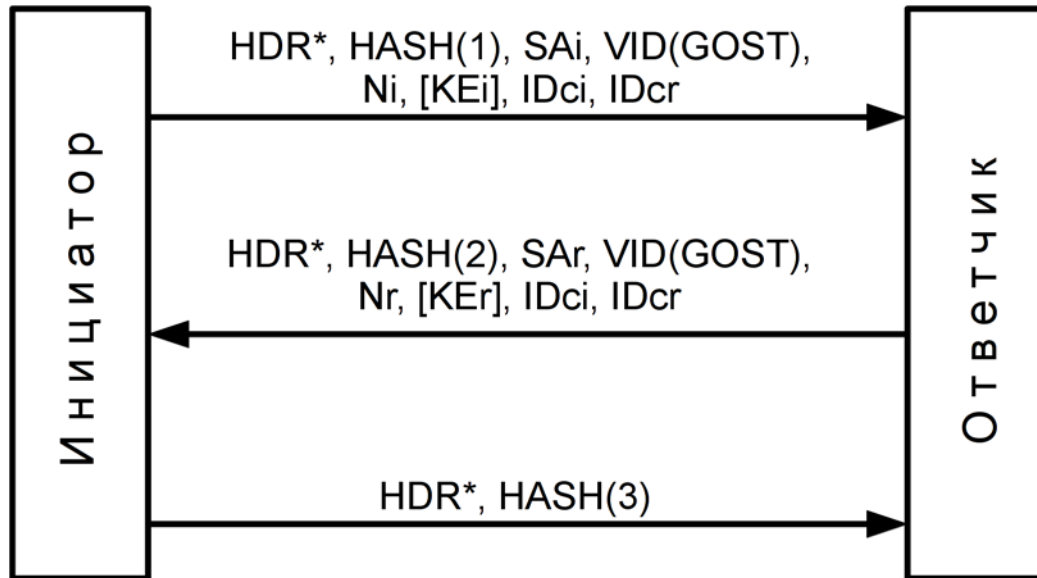 HDR*, HASH(1), SAi, VID(GOST),
Ni, [KEi], IDci, IDcr
Инициатор
HDR*, HASH(2), SAr, VID(GOST),
Nr, [KEr], IDci, IDcr
Ответчик
HDR*, HASH(3)